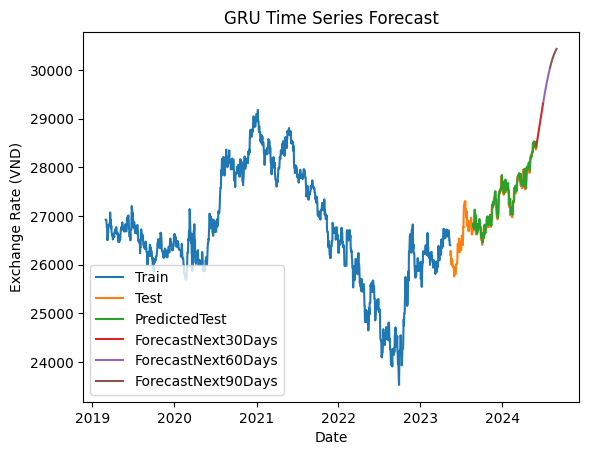 GRU Time Series Forecast
Exchange Rate (VND)
30000
29000
28000
27000
26000
25000
24000
Train
Test
PredictedTest
ForecastNext30Days
ForecastNext60Days
ForecastNext90Days
2019 2020 2021 2022 2023 2024
Date